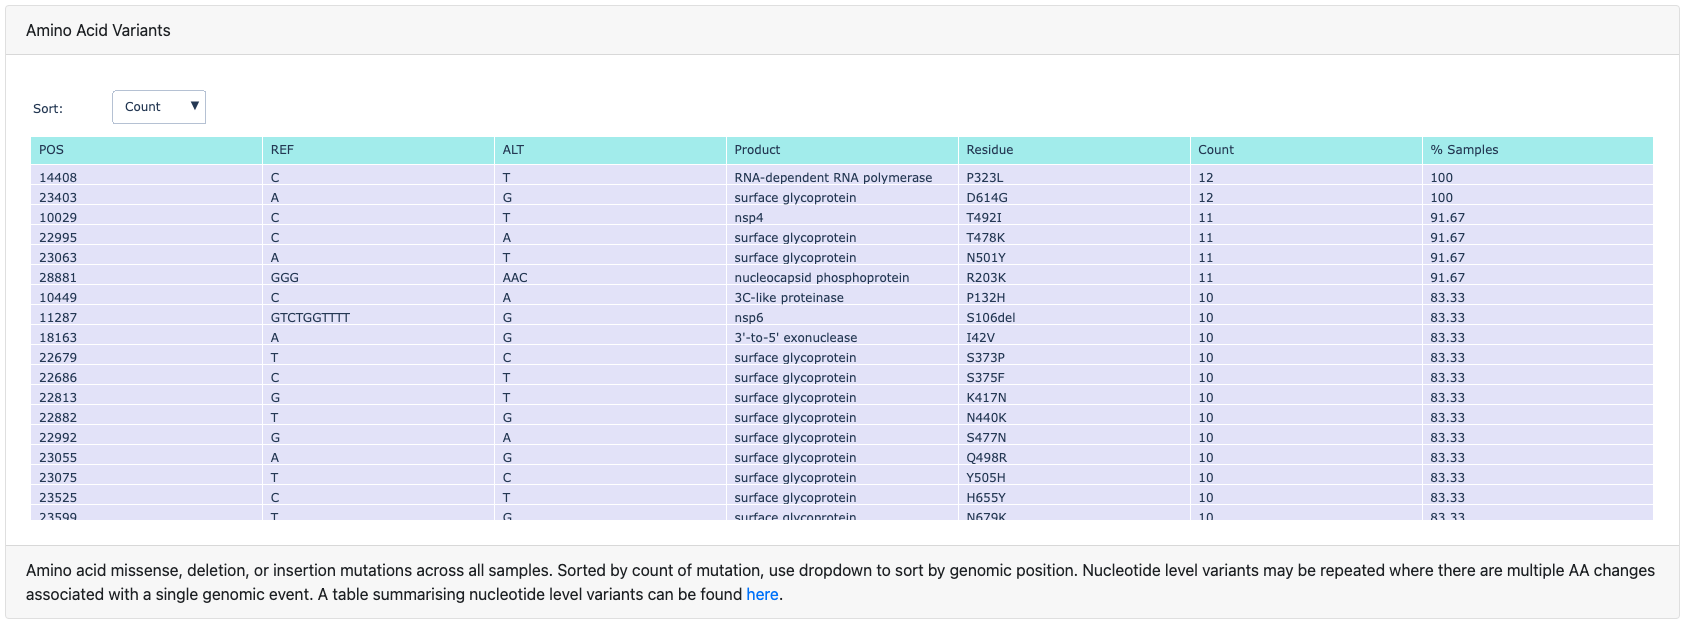 Amino Acid Variants
Sort: Count ▼
POS REF ALT Product Residue Count % Samples
14408 C T RNA-dependent RNA polymerase P323L 12 100
23403 A G surface glycoprotein D614G 12 100
10029 C T nsp4 T492I 11 91.67
22995 C A surface glycoprotein T478K 11 91.67
23063 A T surface glycoprotein N501Y 11 91.67
28881 GGG AAC nucleocapsid phosphoprotein R203K 11 91.67
10449 C A 3C-like proteinase P132H 10 83.33
11287 GTCTGGTTTT G nsp6 S106del 10 83.33
18163 A G 3'-to-5' exonuclease I42V 10 83.33
22679 T C surface glycoprotein S373P 10 83.33
22686 C T surface glycoprotein S375F 10 83.33
22813 G T surface glycoprotein K417N 10 83.33
22882 T G surface glycoprotein N440K 10 83.33
22992 G A surface glycoprotein S477N 10 83.33
23055 A G surface glycoprotein Q498R 10 83.33
23075 T C surface glycoprotein Y505H 10 83.33
23525 C T surface glycoprotein H655Y 10 83.33
23599 T G surface glycoprotein N679K 10 83.33
Amino acid missense, deletion, or insertion mutations across all samples. Sorted by count of mutation, use dropdown to sort by genomic position. Nucleotide level variants may be repeated where there are multiple AA changes
associated with a single genomic event. A table summarising nucleotide level variants can be found here.